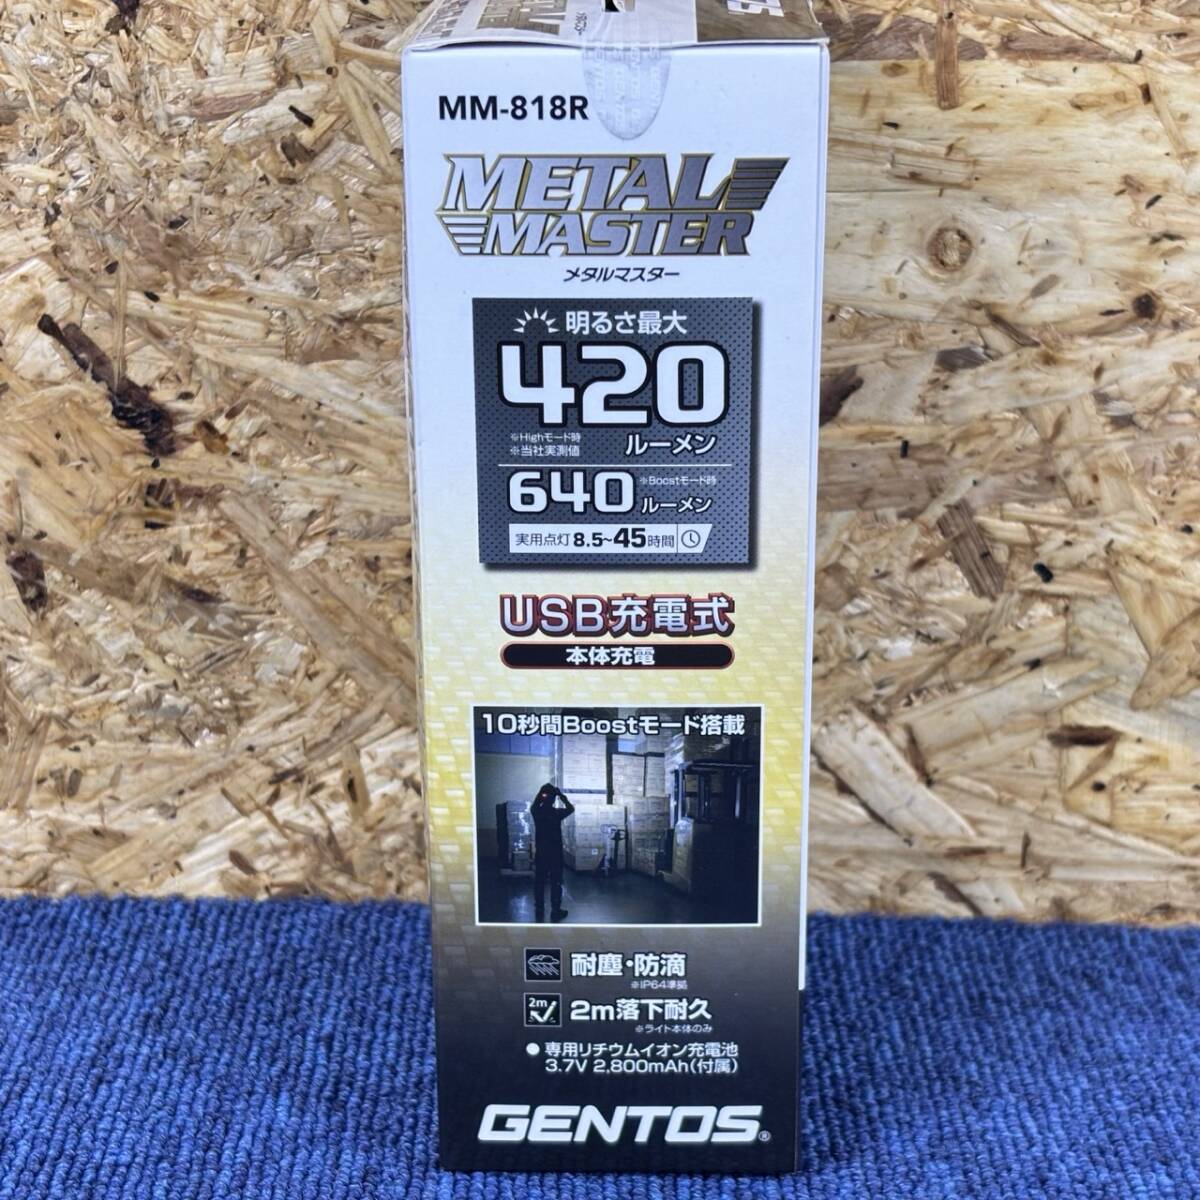 MM-818R
METAL
MASTER
メタルマスター
明るさ最大
420
※Highモード時
※当社実測値
ルーメン
640
※Boostモード時
ルーメン
実用点灯 8.5~45時間
USB充電式
本体充電
10秒間Boostモード搭載
耐塵・防滴
※IP64準拠
2m
2m落下耐久
※ライト本体のみ
● 専用リチウムイオン充電池
3.7V 2,800mAh(付属)
GENTOS®